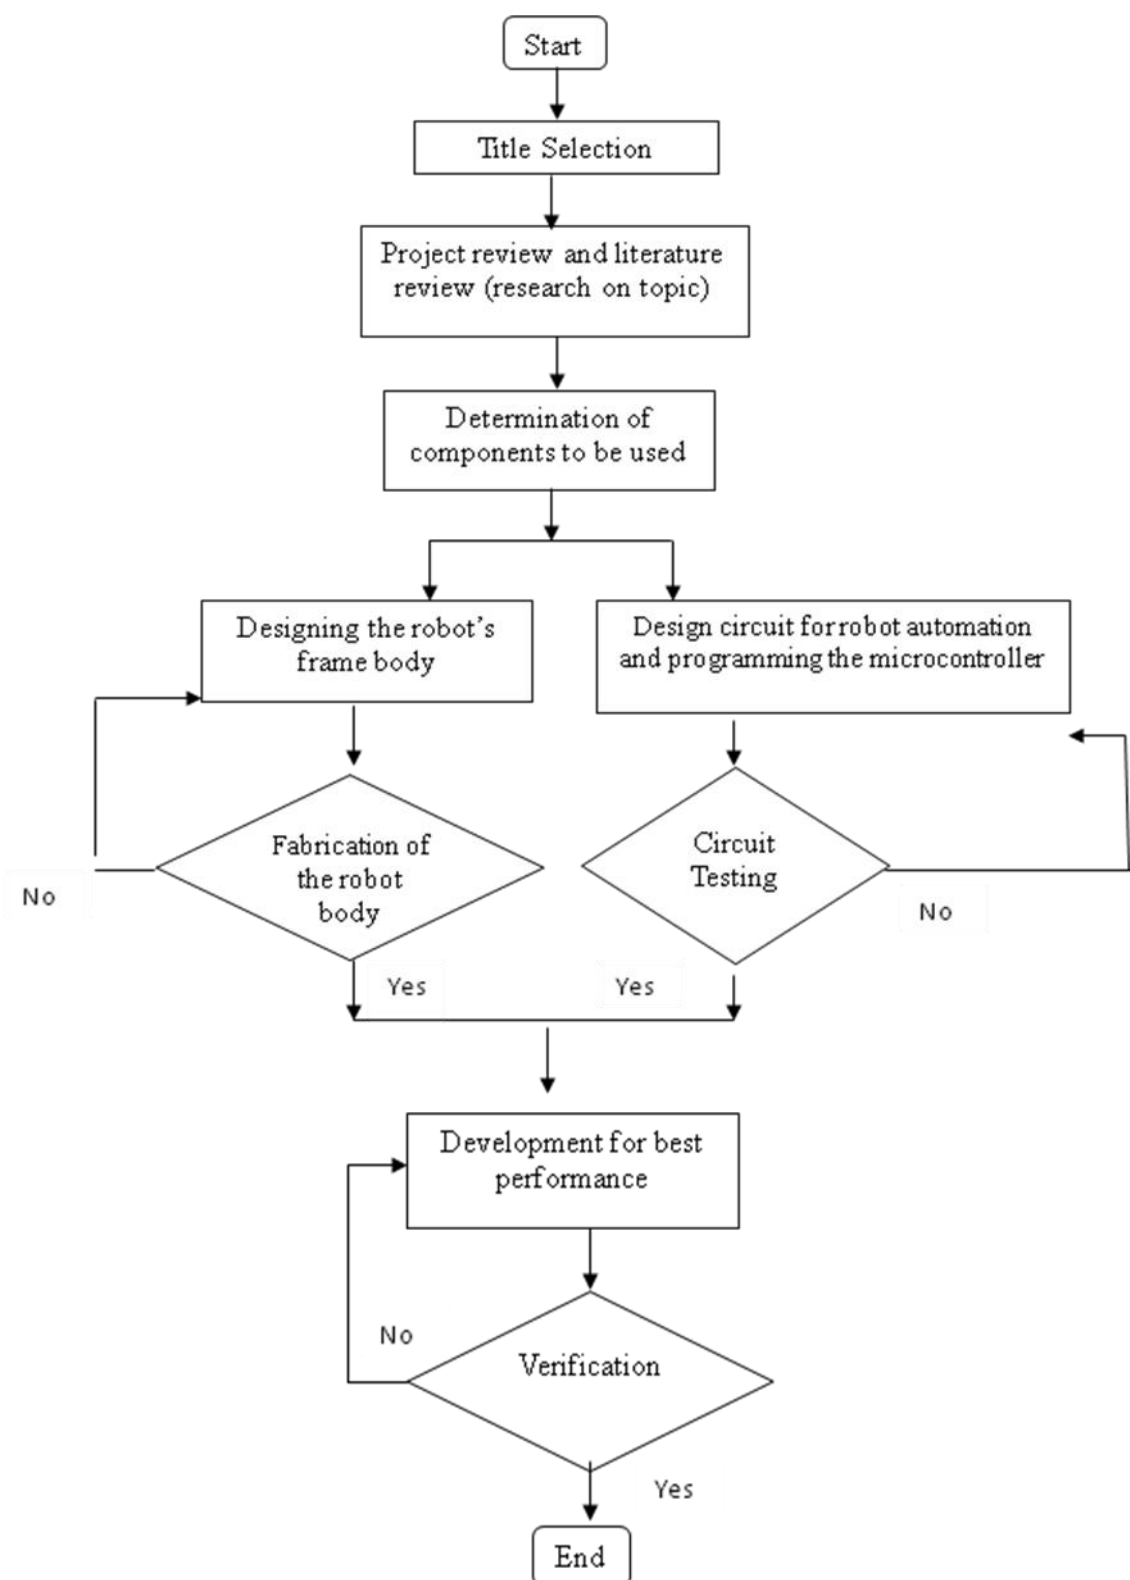 Start
Title Selection
Project review and literature
review (research on topic)
Determination of
components to be used
Designing the robot's
frame body
Design circuit for robot automation
and programming the microcontroller
Fabrication of
the robot
body
Circuit
Testing
No
No
Yes
Yes
Development for best
performance
No
Verification
Yes
End